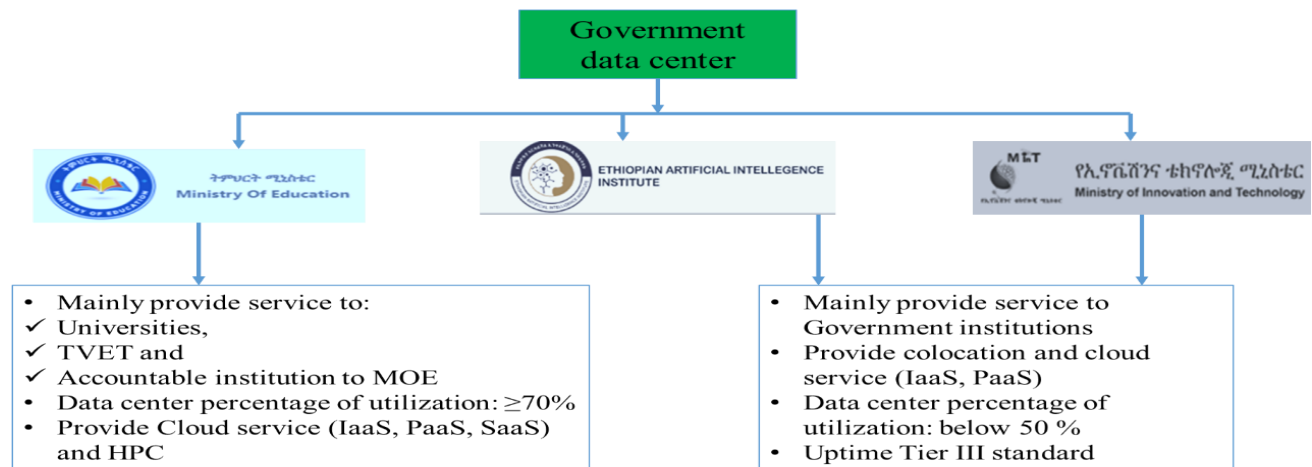 Government
data center
ትምህርት ሚኒስቴር
Ministry Of Education
MINISTRY OF EDUCATION
ETHIOPIAN ARTIFICIAL INTELLEGENCE
INSTITUTE
የኢኖቬሽንና ቴክኖሎጂ ሚኒስቴር
Ministry of Innovation and Technology
• Mainly provide service to:
✓ Universities,
✓ TVET and
✓ Accountable institution to MOE
• Data center percentage of utilization: ≥70%
• Provide Cloud service (IaaS, PaaS, SaaS)
and HPC
• Mainly provide service to
Government institutions
• Provide colocation and cloud
service (IaaS, PaaS)
• Data center percentage of
utilization: below 50 %
• Uptime Tier III standard